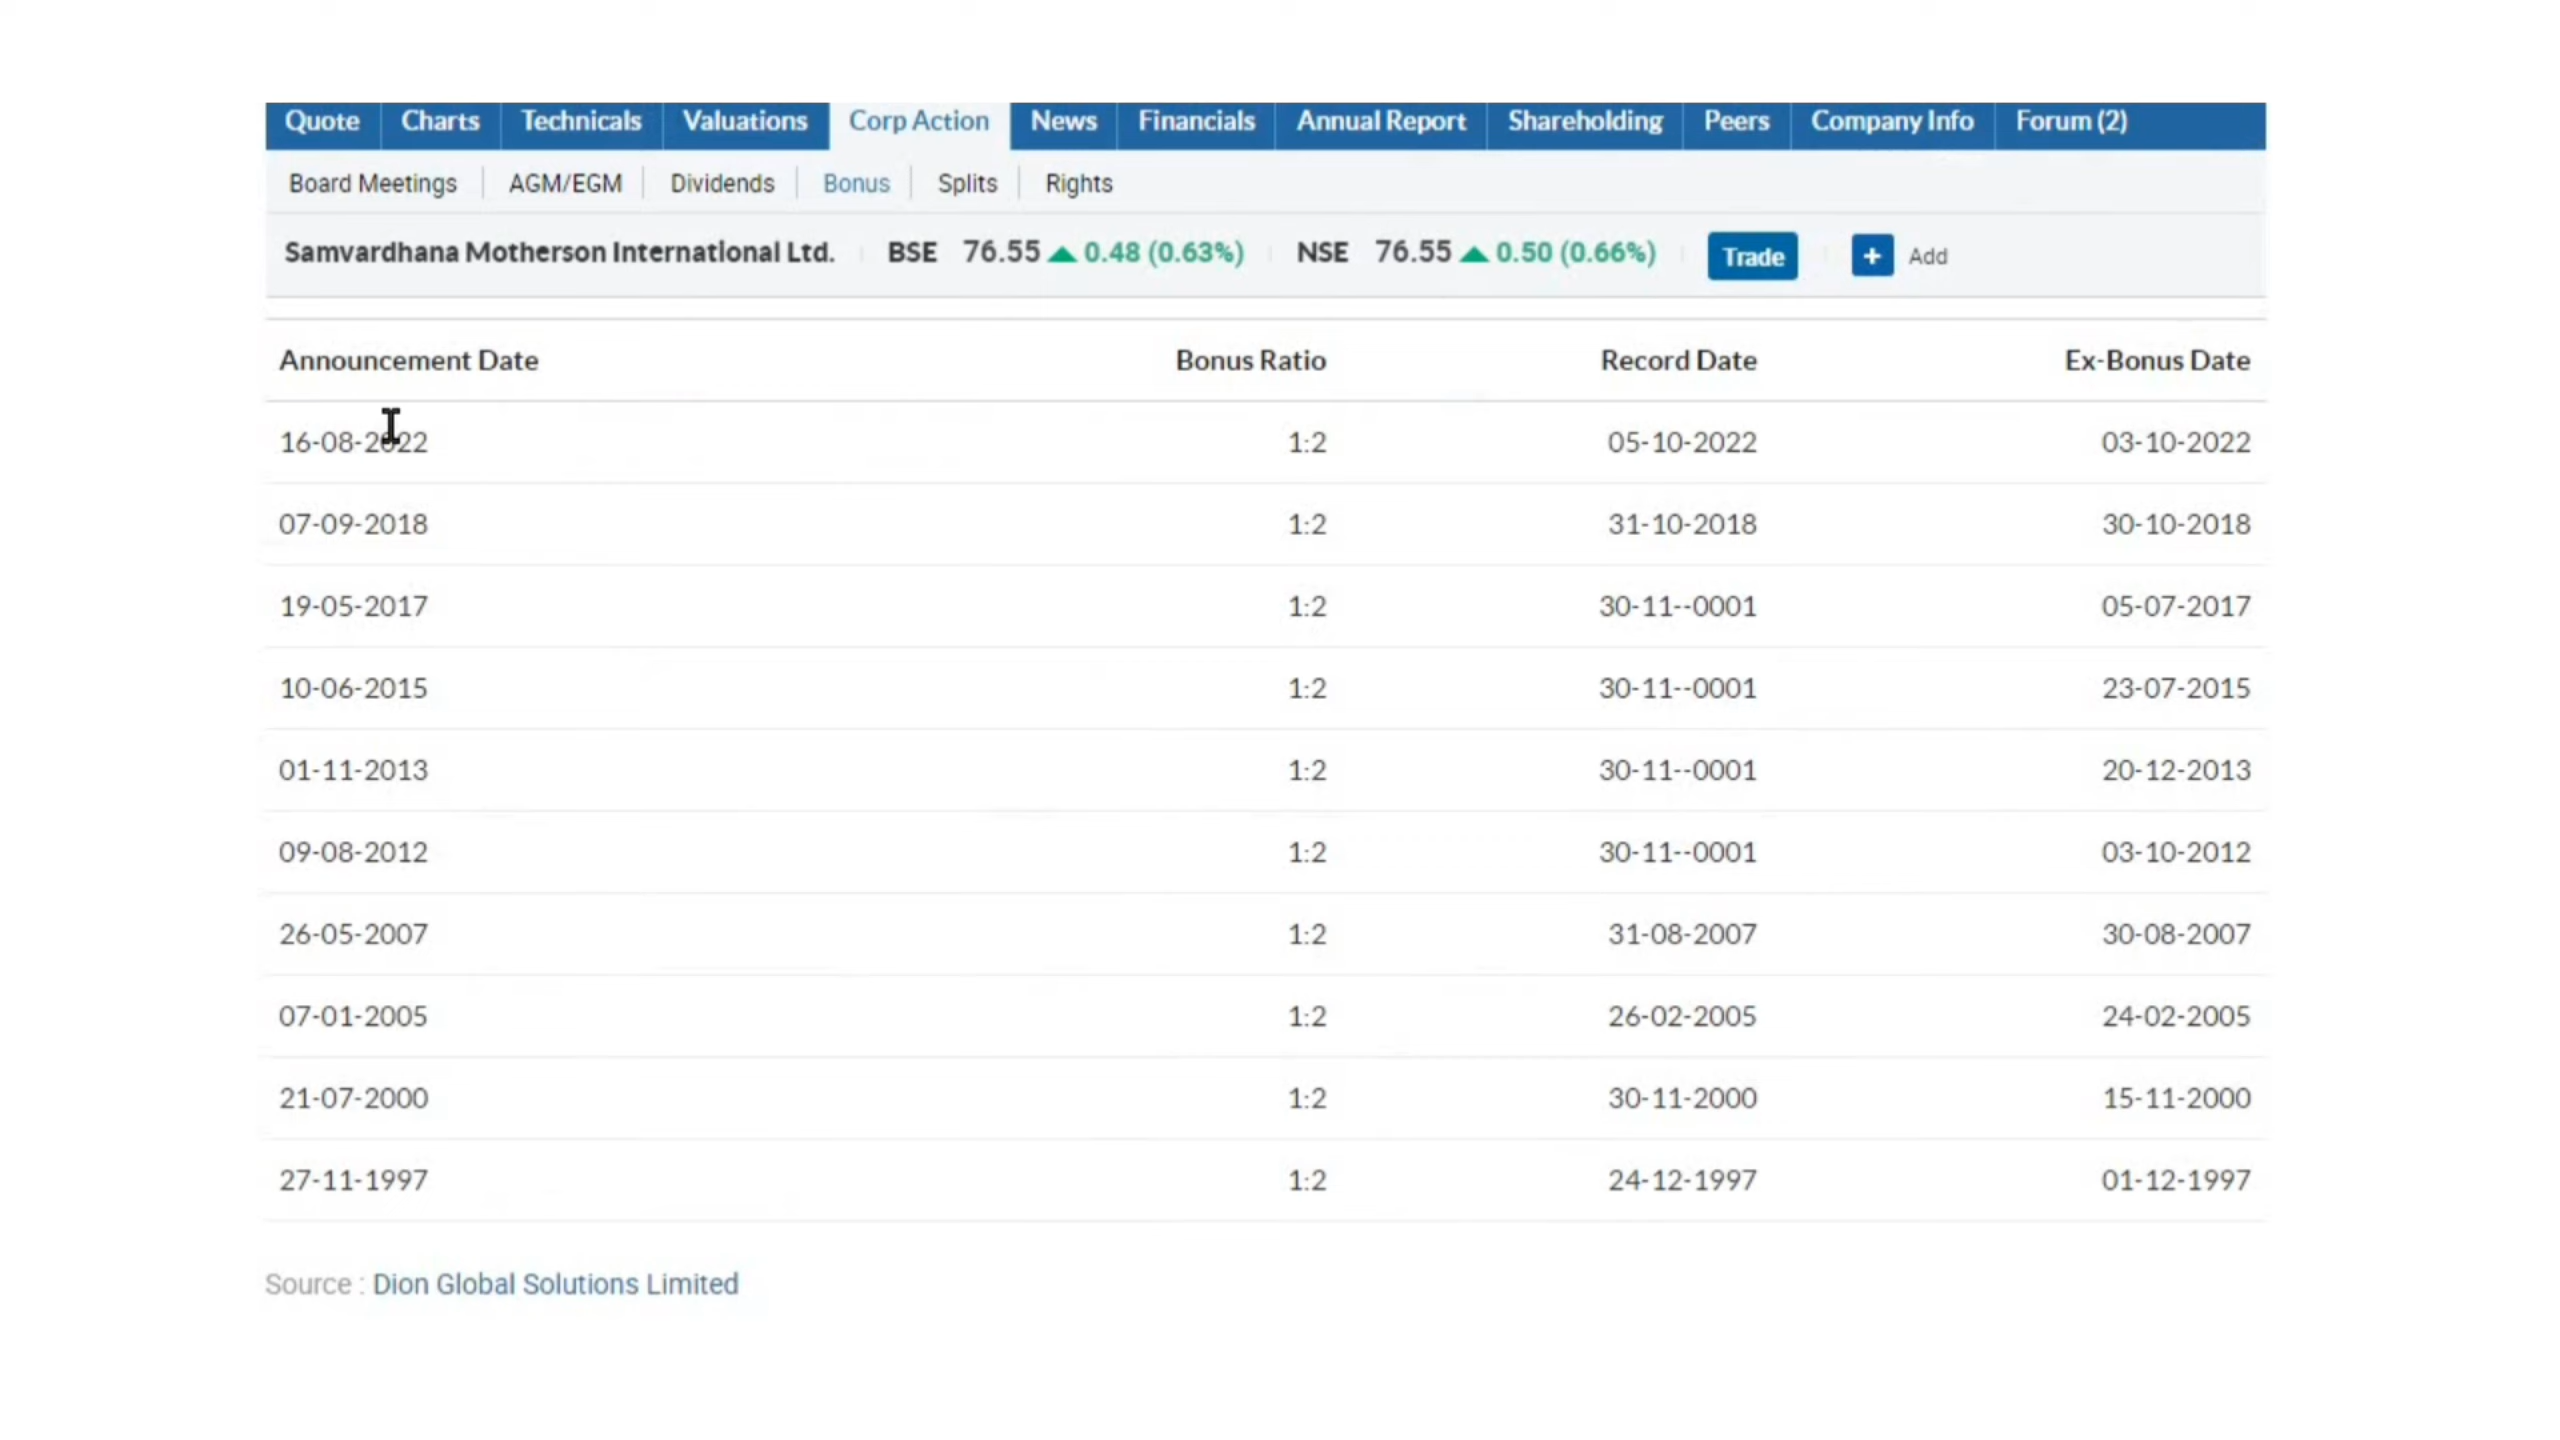 Quote Charts Technicals Valuations Corp Action News Financials Annual Report Shareholding Peers Company Info Forum (2)
Board Meetings AGM/EGM Dividends Bonus Splits Rights
Samvardhana Motherson International Ltd. BSE 76.55 ▲ 0.48 (0.63%) NSE 76.55 ▲ 0.50 (0.66%) Trade + Add
Announcement Date Bonus Ratio Record Date Ex-Bonus Date
16-08-2022 1:2 05-10-2022 03-10-2022
07-09-2018 1:2 31-10-2018 30-10-2018
19-05-2017 1:2 30-11--0001 05-07-2017
10-06-2015 1:2 30-11--0001 23-07-2015
01-11-2013 1:2 30-11--0001 20-12-2013
09-08-2012 1:2 30-11--0001 03-10-2012
26-05-2007 1:2 31-08-2007 30-08-2007
07-01-2005 1:2 26-02-2005 24-02-2005
21-07-2000 1:2 30-11-2000 15-11-2000
27-11-1997 1:2 24-12-1997 01-12-1997
Source : Dion Global Solutions Limited